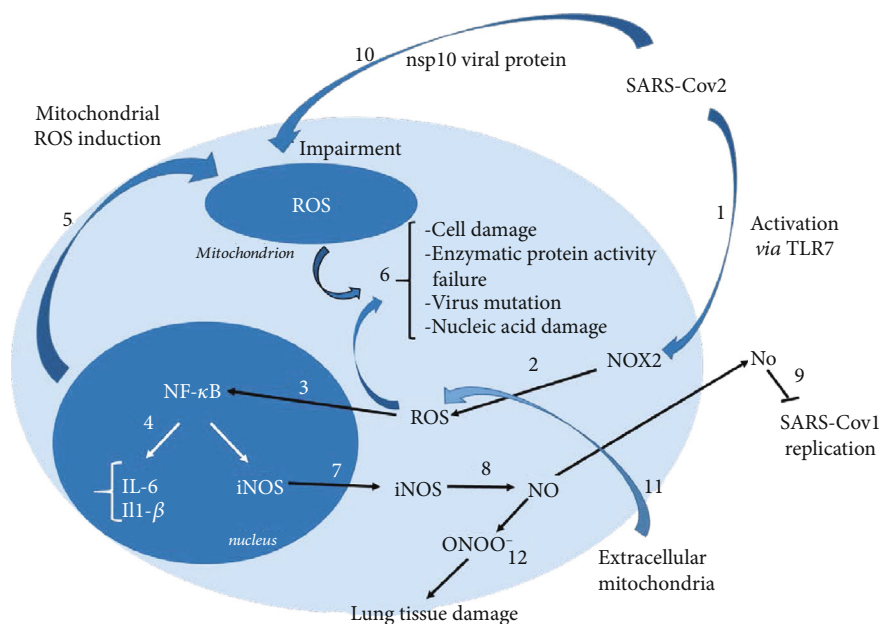 10
nsp10 viral protein
SARS-Cov2
Mitochondrial
ROS induction
Impairment
5
ROS
1
Activation
via TLR7
Mitochondrion
6
-Cell damage
-Enzymatic protein activity
failure
-Virus mutation
-Nucleic acid damage
NOX2
2
No
9
NF-κB
3
ROS
SARS-Cov1
replication
4
IL-6
Il1-β
iNOS
7
iNOS
8
NO
11
nucleus
ONOO⁻
12
Extracellular
mitochondria
Lung tissue damage